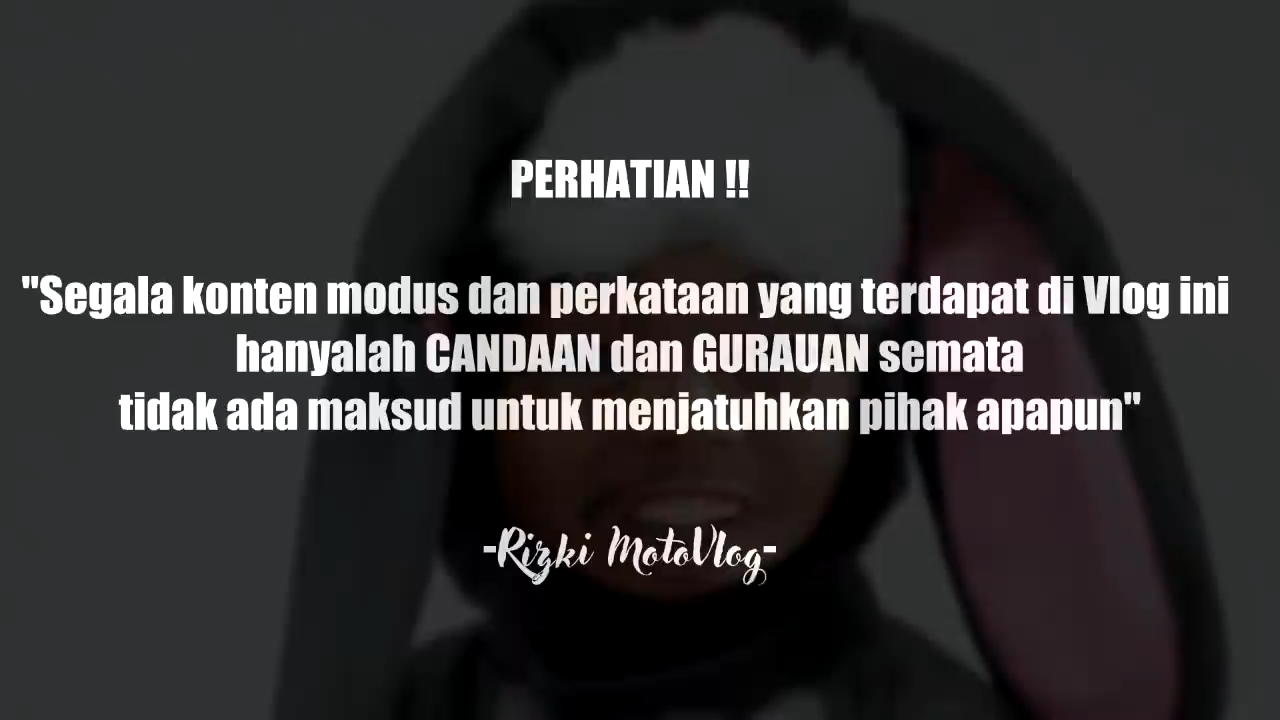 PERHATIAN !!
"Segala konten modus dan perkataan yang terdapat di Vlog ini
hanyalah CANDAAN dan GURAUAN semata
tidak ada maksud untuk menjatuhkan pihak apapun"
-Rizki MotoVlog-